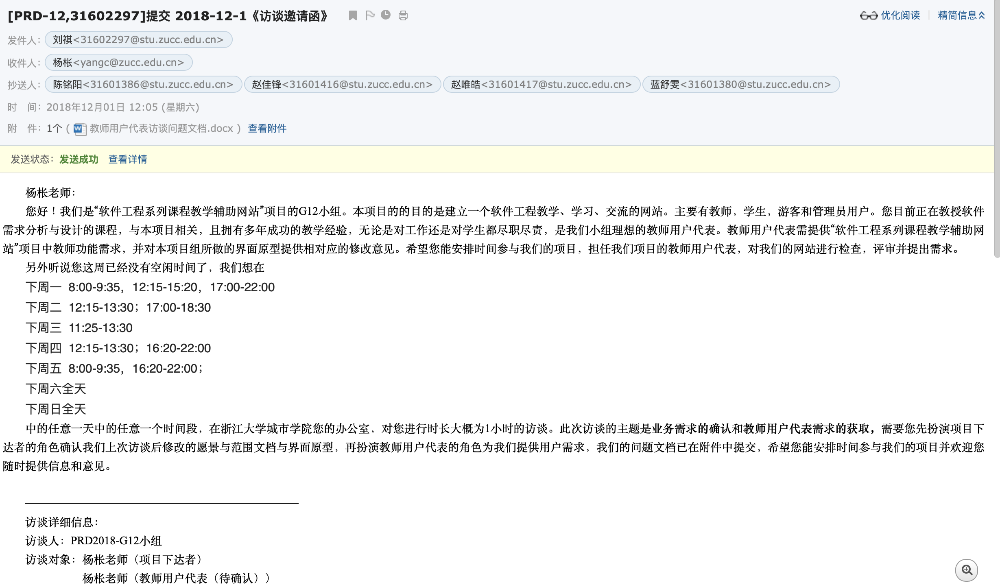 [PRD-12,31602297]提交 2018-12-1《访谈邀请函》
优化阅读 精简信息
发件人： 刘祺<31602297@stu.zucc.edu.cn>
收件人： 杨枨<yangc@zucc.edu.cn>
抄送人： 陈铭阳<31601386@stu.zucc.edu.cn> 赵佳锋<31601416@stu.zucc.edu.cn> 赵唯皓<31601417@stu.zucc.edu.cn> 蓝舒雯<31601380@stu.zucc.edu.cn>
时 间： 2018年12月01日 12:05 (星期六)
附 件： 1个 ( 教师用户代表访谈问题文档.docx ) 查看附件
发送状态： 发送成功 查看详情
杨枨老师：
您好！我们是“软件工程系列课程教学辅助网站”项目的G12小组。本项目的的目的是建立一个软件工程教学、学习、交流的网站。主要有教师，学生，游客和管理员用户。您目前正在教授软件
需求分析与设计的课程，与本项目相关，且拥有多年成功的教学经验，无论是对工作还是对学生都尽职尽责，是我们小组理想的教师用户代表。教师用户代表需提供“软件工程系列课程教学辅助网
站”项目中教师功能需求，并对本项目组所做的界面原型提供相对应的修改意见。希望您能安排时间参与我们的项目，担任我们项目的教师用户代表，对我们的网站进行检查，评审并提出需求。
另外听说您这周已经没有空闲时间了，我们想在
下周一 8:00-9:35，12:15-15:20，17:00-22:00
下周二 12:15-13:30；17:00-18:30
下周三 11:25-13:30
下周四 12:15-13:30；16:20-22:00
下周五 8:00-9:35，16:20-22:00；
下周六全天
下周日全天
中的任意一天中的任意一个时间段，在浙江大学城市学院您的办公室，对您进行时长大概为1小时的访谈。此次访谈的主题是业务需求的确认和教师用户代表需求的获取，需要您先扮演项目下
达者的角色确认我们上次访谈后修改的愿景与范围文档与界面原型，再扮演教师用户代表的角色为我们提供用户需求，我们的问题文档已在附件中提交，希望您能安排时间参与我们的项目并欢迎您
随时提供信息和意见。
访谈详细信息：
访谈人：PRD2018-G12小组
访谈对象：杨枨老师（项目下达者）
杨枨老师（教师用户代表（待确认））